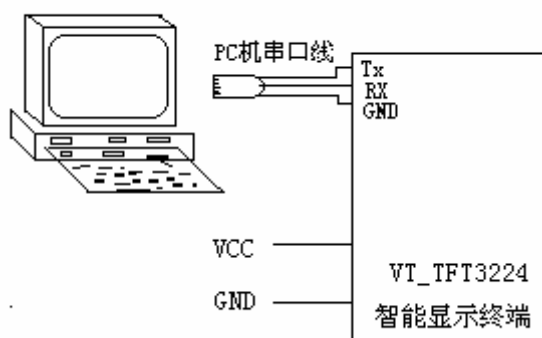 PC机串口线
Tx
RX
GND
VCC
GND
VT_TFT3224
智能显示终端